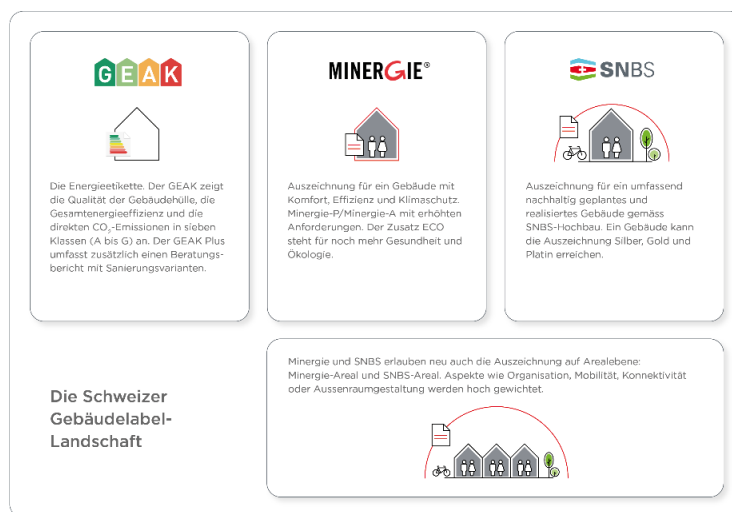 GEAK
Die Energieetikette. Der GEAK zeigt
die Qualität der Gebäudehülle, die
Gesamtenergieeffizienz und die
direkten CO₂-Emissionen in sieben
Klassen (A bis G) an. Der GEAK Plus
umfasst zusätzlich einen Beratungs-
bericht mit Sanierungsvarianten.
MINERGIE®
Auszeichnung für ein Gebäude mit
Komfort, Effizienz und Klimaschutz.
Minergie-P/Minergie-A mit erhöhten
Anforderungen. Der Zusatz ECO
steht für noch mehr Gesundheit und
Ökologie.
SNBS
Auszeichnung für ein umfassend
nachhaltig geplantes und
realisiertes Gebäude gemäss
SNBS-Hochbau. Ein Gebäude kann
die Auszeichnung Silber, Gold und
Platin erreichen.
Die Schweizer
Gebäudelabel-
Landschaft
Minergie und SNBS erlauben neu auch die Auszeichnung auf Arealebene:
Minergie-Areal und SNBS-Areal. Aspekte wie Organisation, Mobilität, Konnektivität
oder Aussenraumgestaltung werden hoch gewichtet.